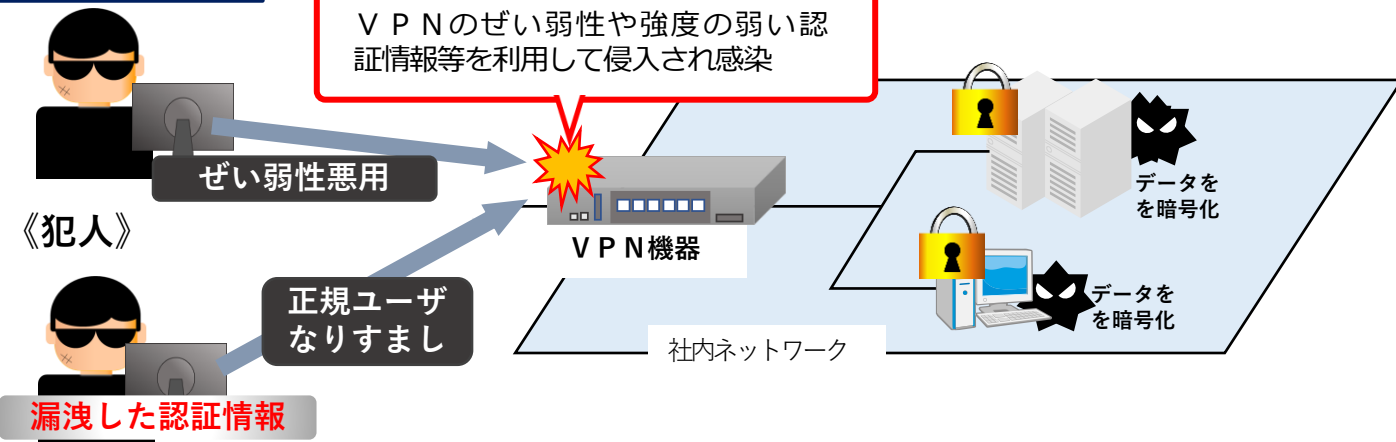 ＶＰＮのぜい弱性や強度の弱い認
証情報等を利用して侵入され感染
ぜい弱性悪用
《犯人》
ＶＰＮ機器
正規ユーザ
なりすまし
漏洩した認証情報
データを
を暗号化
データを
を暗号化
社内ネットワーク